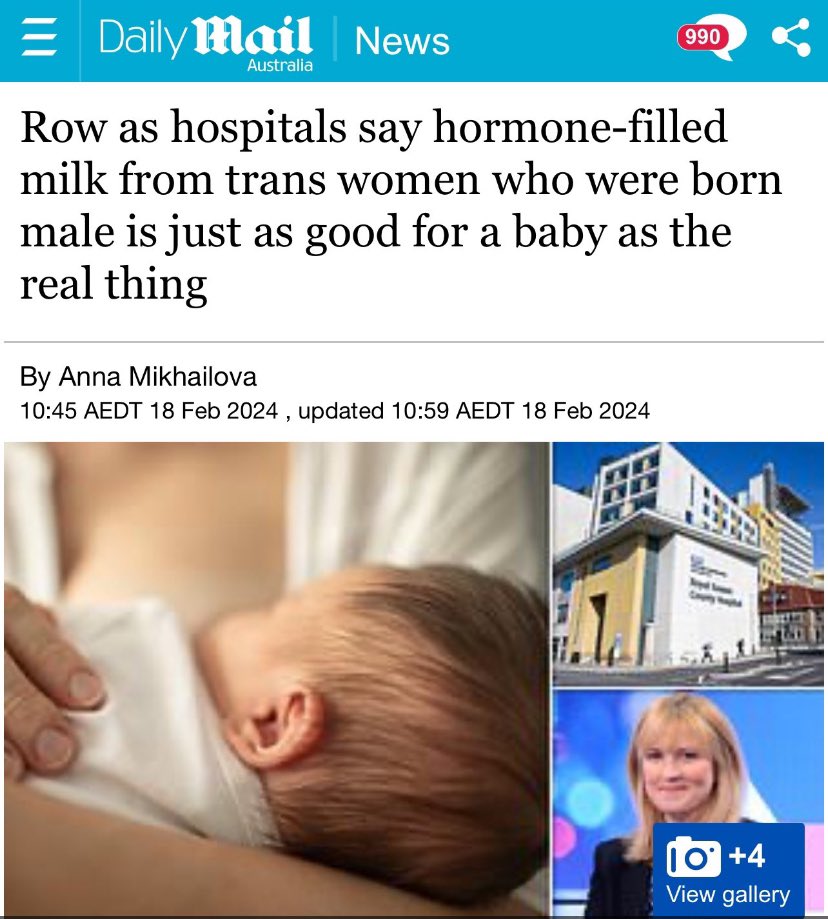 Daily Mail
Australia
News
990
Row as hospitals say hormone-filled
milk from trans women who were born
male is just as good for a baby as the
real thing
By Anna Mikhailova
10:45 AEDT 18 Feb 2024 , updated 10:59 AEDT 18 Feb 2024
Royal Sussex
County Hospital
+4
View gallery